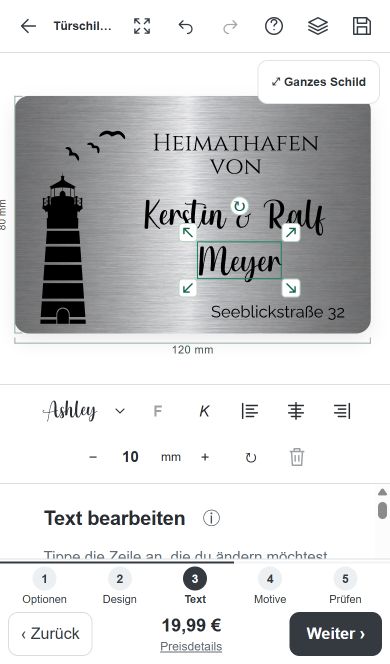 Türschil...
Ganzes Schild
Heimathafen
von
Kerstin & Ralf
Meyer
Seeblickstraße 32
80 mm
120 mm
Ashley
F
K
− 10 mm +
Text bearbeiten
Tippe die Zeile an, die du ändern möchtest
1
2
3
4
5
Optionen
Design
Text
Motive
Prüfen
‹ Zurück
19,99 €
Preisdetails
Weiter ›